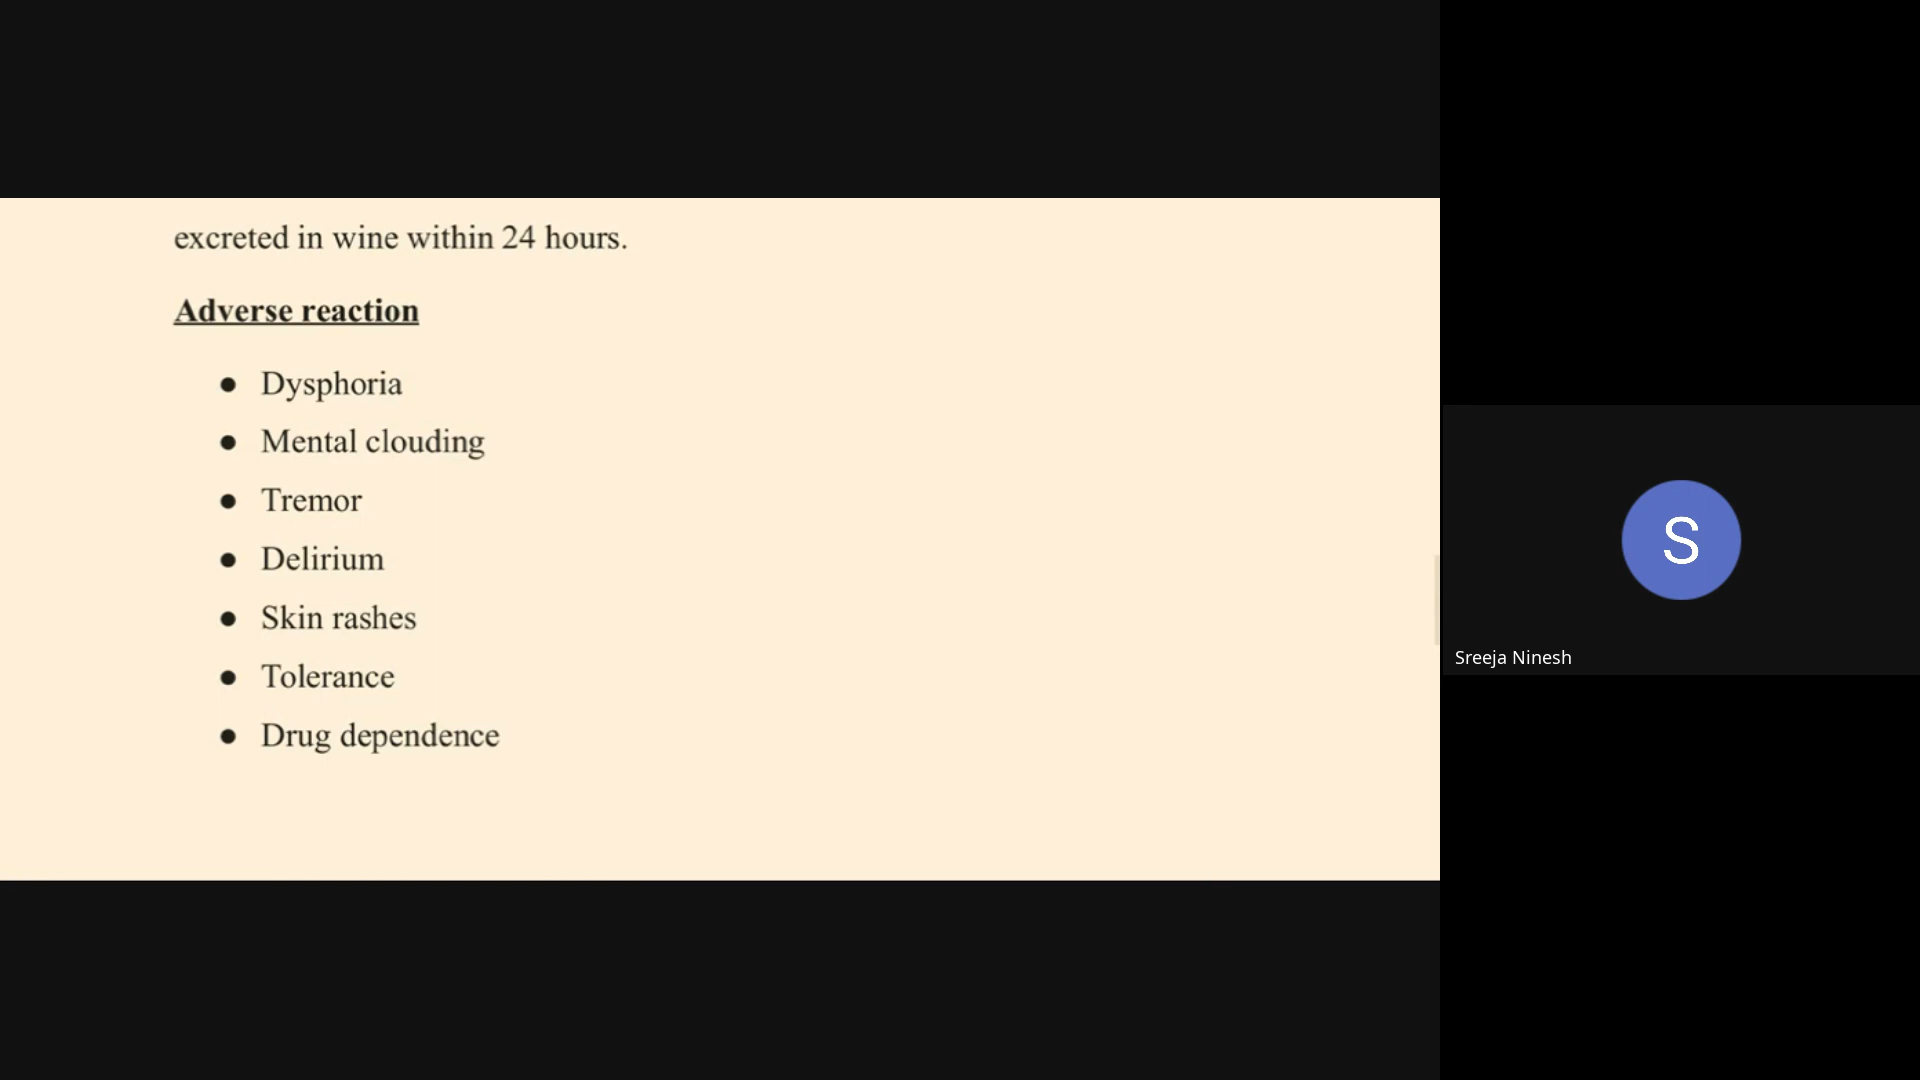 excreted in wine within 24 hours.
Adverse reaction
● Dysphoria
● Mental clouding
● Tremor
● Delirium
● Skin rashes
● Tolerance
● Drug dependence
S
Sreeja Ninesh